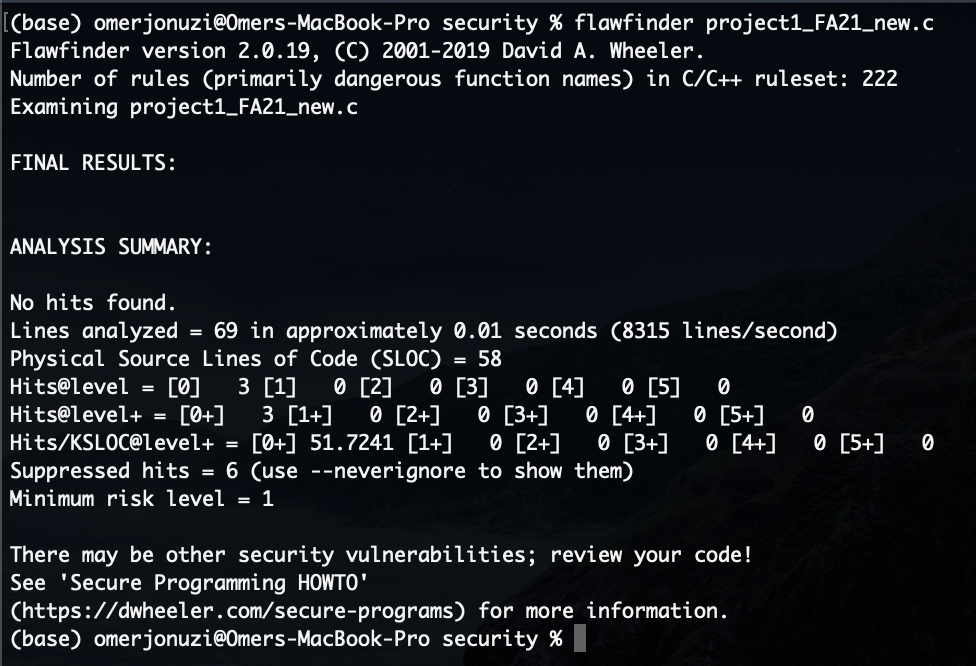 [(base) omerjonuzi@Omers-MacBook-Pro security % flawfinder project1_FA21_new.c
Flawfinder version 2.0.19, (C) 2001-2019 David A. Wheeler.
Number of rules (primarily dangerous function names) in C/C++ ruleset: 222
Examining project1_FA21_new.c
FINAL RESULTS:
ANALYSIS SUMMARY:
No hits found.
Lines analyzed = 69 in approximately 0.01 seconds (8315 lines/second)
Physical Source Lines of Code (SLOC) = 58
Hits@level = [0]   3 [1]   0 [2]   0 [3]   0 [4]   0 [5]   0
Hits@level+ = [0+]   3 [1+]   0 [2+]   0 [3+]   0 [4+]   0 [5+]   0
Hits/KSLOC@level+ = [0+] 51.7241 [1+]   0 [2+]   0 [3+]   0 [4+]   0 [5+]   0
Suppressed hits = 6 (use --neverignore to show them)
Minimum risk level = 1
There may be other security vulnerabilities; review your code!
See 'Secure Programming HOWTO'
(https://dwheeler.com/secure-programs) for more information.
(base) omerjonuzi@Omers-MacBook-Pro security %